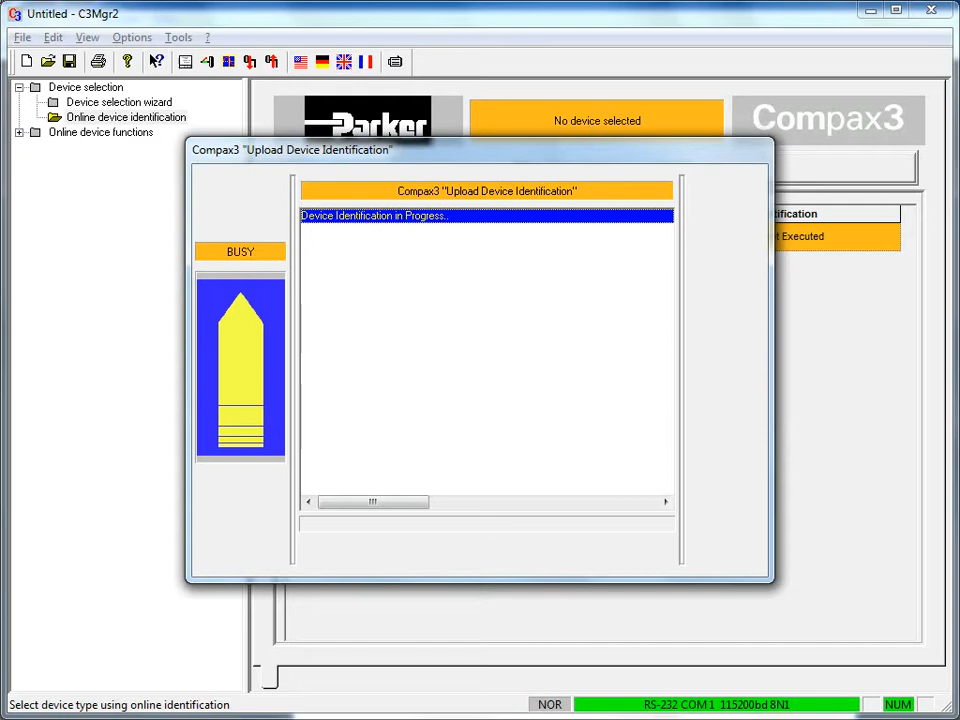 Untitled - C3Mgr2
File Edit View Options Tools ?
Device selection
Device selection wizard
Online device identification
Online device functions
Parker
No device selected
Compax3
Compax3 "Upload Device Identification"
Compax3 "Upload Device Identification"
Device Identification in Progress..
BUSY
Executed
Select device type using online identification
NOR
RS-232 COM 1 115200bd 8N1
NUM